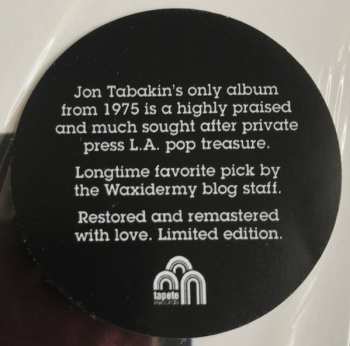 Jon Tabakin's only album
from 1975 is a highly praised
and much sought after private
press L.A. pop treasure.
Longtime favorite pick by
the Waxidermy blog staff.
Restored and remastered
with love. Limited edition.
tapete
records